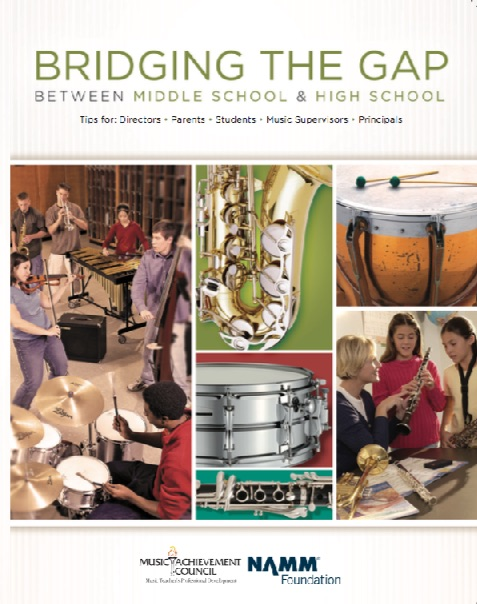 BRIDGING THE GAP
BETWEEN MIDDLE SCHOOL & HIGH SCHOOL
Tips for: Directors • Parents • Students • Music Supervisors • Principals
MUSIC ACHIEVEMENT
COUNCIL
Music Teacher's Professional Development
NAMM
Foundation